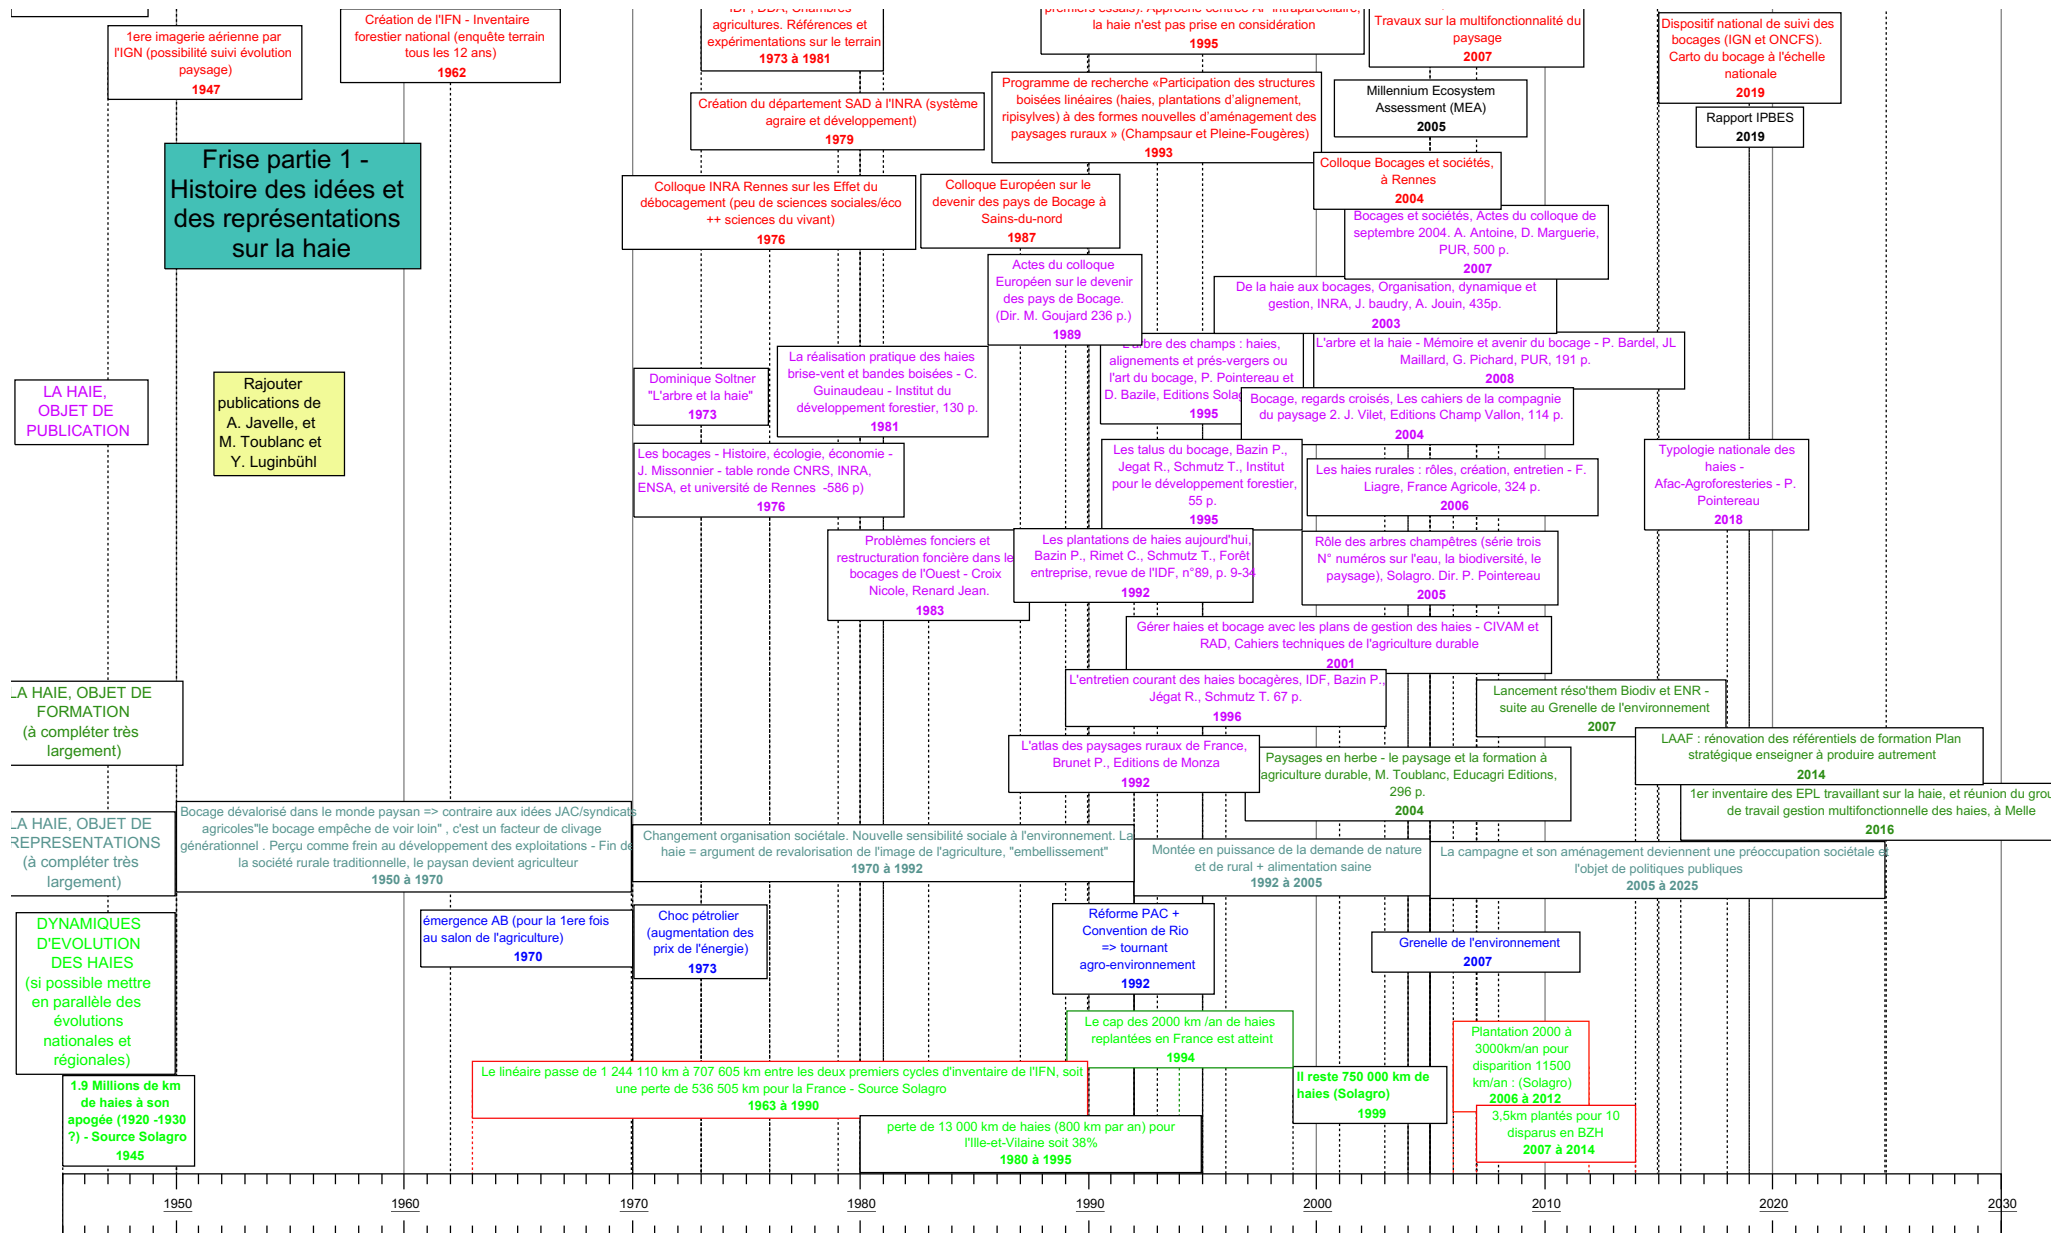 1ere imagerie aérienne par
l'IGN (possibilité suivi évolution
paysage)
1947
Création de l'IFN - Inventaire
forestier national (enquête terrain
tous les 12 ans)
1962
IDF, DDA, Chambres
agricultures. Références et
expérimentations sur le terrain
1973 à 1981
premiers essais). Approche centrée AF intraparcellaire,
la haie n'est pas prise en considération
1995
Travaux sur la multifonctionnalité du
paysage
2007
Dispositif national de suivi des
bocages (IGN et ONCFS).
Carto du bocage à l'échelle
nationale
2019
Création du département SAD à l'INRA (système
agraire et développement)
1979
Programme de recherche «Participation des structures
boisées linéaires (haies, plantations d'alignement,
ripisylves) à des formes nouvelles d'aménagement des
paysages ruraux » (Champsaur et Pleine-Fougères)
1993
Millennium Ecosystem
Assessment (MEA)
2005
Rapport IPBES
2019
Frise partie 1 -
Histoire des idées et
des représentations
sur la haie
Colloque INRA Rennes sur les Effet du
débocagement (peu de sciences sociales/éco
++ sciences du vivant)
1976
Colloque Européen sur le
devenir des pays de Bocage à
Sains-du-nord
1987
Colloque Bocages et sociétés,
à Rennes
2004
Bocages et sociétés, Actes du colloque de
septembre 2004. A. Antoine, D. Marguerie,
PUR, 500 p.
2007
Actes du colloque
Européen sur le devenir
des pays de Bocage.
(Dir. M. Goujard 236 p.)
1989
De la haie aux bocages, Organisation, dynamique et
gestion, INRA, J. baudry, A. Jouin, 435p.
2003
LA HAIE,
OBJET DE
PUBLICATION
Rajouter
publications de
A. Javelle, et
M. Toublanc et
Y. Luginbühl
Dominique Soltner
"L'arbre et la haie"
1973
La réalisation pratique des haies
brise-vent et bandes boisées - C.
Guinaudeau - Institut du
développement forestier, 130 p.
1981
L'arbre des champs : haies,
alignements et prés-vergers ou
l'art du bocage, P. Pointereau et
D. Bazile, Editions Solag
1995
L'arbre et la haie - Mémoire et avenir du bocage - P. Bardel, JL
Maillard, G. Pichard, PUR, 191 p.
2008
Bocage, regards croisés, Les cahiers de la compagnie
du paysage 2. J. Vilet, Editions Champ Vallon, 114 p.
2004
Les bocages - Histoire, écologie, économie -
J. Missonnier - table ronde CNRS, INRA,
ENSA, et université de Rennes -586 p)
1976
Les talus du bocage, Bazin P.,
Jegat R., Schmutz T., Institut
pour le développement forestier,
55 p.
1995
Les haies rurales : rôles, création, entretien - F.
Liagre, France Agricole, 324 p.
2006
Typologie nationale des
haies -
Afac-Agroforesteries - P.
Pointereau
2018
Problèmes fonciers et
restructuration foncière dans le
bocages de l'Ouest - Croix
Nicole, Renard Jean.
1983
Les plantations de haies aujourd'hui,
Bazin P., Rimet C., Schmutz T., Forêt
entreprise, revue de l'IDF, n°89, p. 9-34
1992
Rôle des arbres champêtres (série trois
N° numéros sur l'eau, la biodiversité, le
paysage), Solagro. Dir. P. Pointereau
2005
Gérer haies et bocage avec les plans de gestion des haies - CIVAM et
RAD, Cahiers techniques de l'agriculture durable
2001
L'entretien courant des haies bocagères, IDF, Bazin P.,
Jégat R., Schmutz T. 67 p.
1996
LA HAIE, OBJET DE
FORMATION
(à compléter très
largement)
Lancement réso'them Biodiv et ENR -
suite au Grenelle de l'environnement
2007
L'atlas des paysages ruraux de France,
Brunet P., Editions de Monza
1992
Paysages en herbe - le paysage et la formation à
agriculture durable, M. Toublanc, Educagri Editions,
296 p.
2004
LAAF : rénovation des référentiels de formation Plan
stratégique enseigner à produire autrement
2014
1er inventaire des EPL travaillant sur la haie, et réunion du grou
de travail gestion multifonctionnelle des haies, à Melle
2016
LA HAIE, OBJET DE
REPRESENTATIONS
(à compléter très
largement)
Bocage dévalorisé dans le monde paysan => contraire aux idées JAC/syndicats
agricoles"le bocage empêche de voir loin" , c'est un facteur de clivage
générationnel . Perçu comme frein au développement des exploitations - Fin de
la société rurale traditionnelle, le paysan devient agriculteur
1950 à 1970
Changement organisation sociétale. Nouvelle sensibilité sociale à l'environnement. La
haie = argument de revalorisation de l'image de l'agriculture, "embellissement"
1970 à 1992
Montée en puissance de la demande de nature
et de rural + alimentation saine
1992 à 2005
La campagne et son aménagement deviennent une préoccupation sociétale et
l'objet de politiques publiques
2005 à 2025
DYNAMIQUES
D'EVOLUTION
DES HAIES
(si possible mettre
en parallèle des
évolutions
nationales et
régionales)
émergence AB (pour la 1ere fois
au salon de l'agriculture)
1970
Choc pétrolier
(augmentation des
prix de l'énergie)
1973
Réforme PAC +
Convention de Rio
=> tournant
agro-environnement
1992
Grenelle de l'environnement
2007
Le cap des 2000 km /an de haies
replantées en France est atteint
1994
Plantation 2000 à
3000km/an pour
disparition 11500
km/an : (Solagro)
2006 à 2012
Le linéaire passe de 1 244 110 km à 707 605 km entre les deux premiers cycles d'inventaire de l'IFN, soit
une perte de 536 505 km pour la France - Source Solagro
1963 à 1990
Il reste 750 000 km de
haies (Solagro)
1999
1.9 Millions de km
de haies à son
apogée (1920 -1930
?) - Source Solagro
1945
perte de 13 000 km de haies (800 km par an) pour
l'Ille-et-Vilaine soit 38%
1980 à 1995
3,5km plantés pour 10
disparus en BZH
2007 à 2014
1950 1960 1970 1980 1990 2000 2010 2020 2030